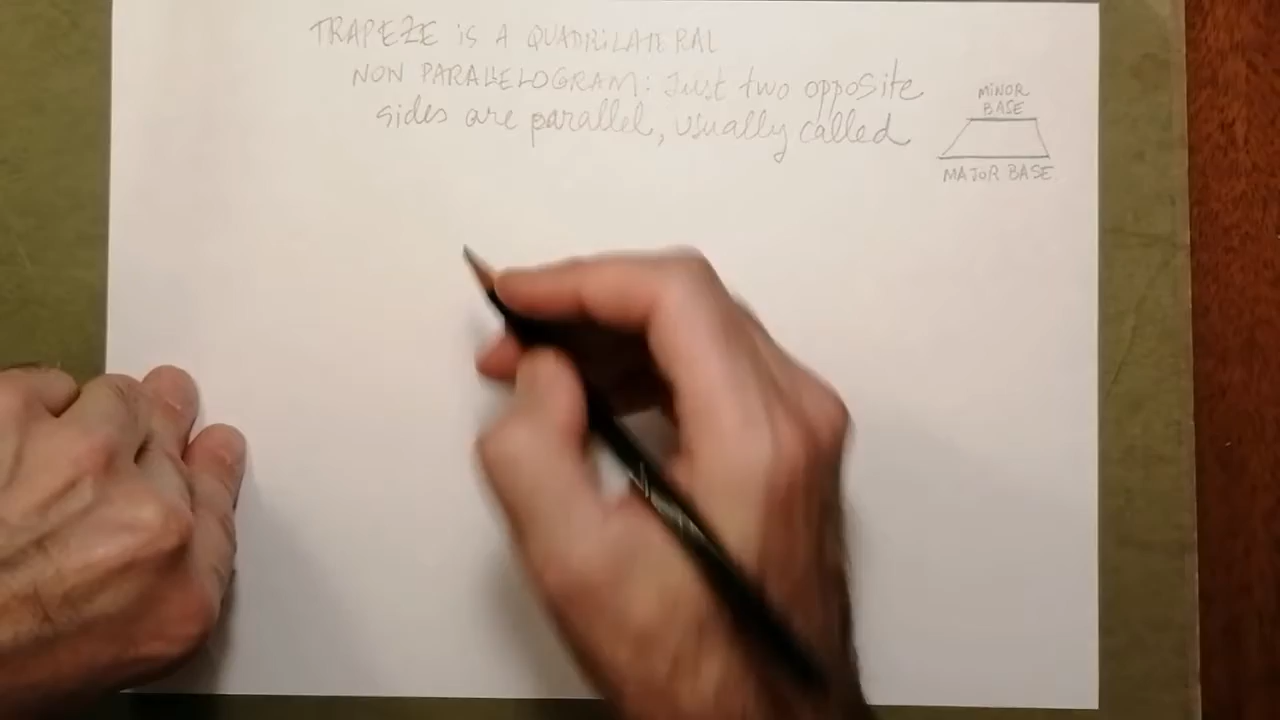 TRAPEZE iS A QUADRiLATERAL
NON PARALLELOGRAM: Just two opposite
sides are parallel, usually called
MiNOR
BASE
MAJOR BASE